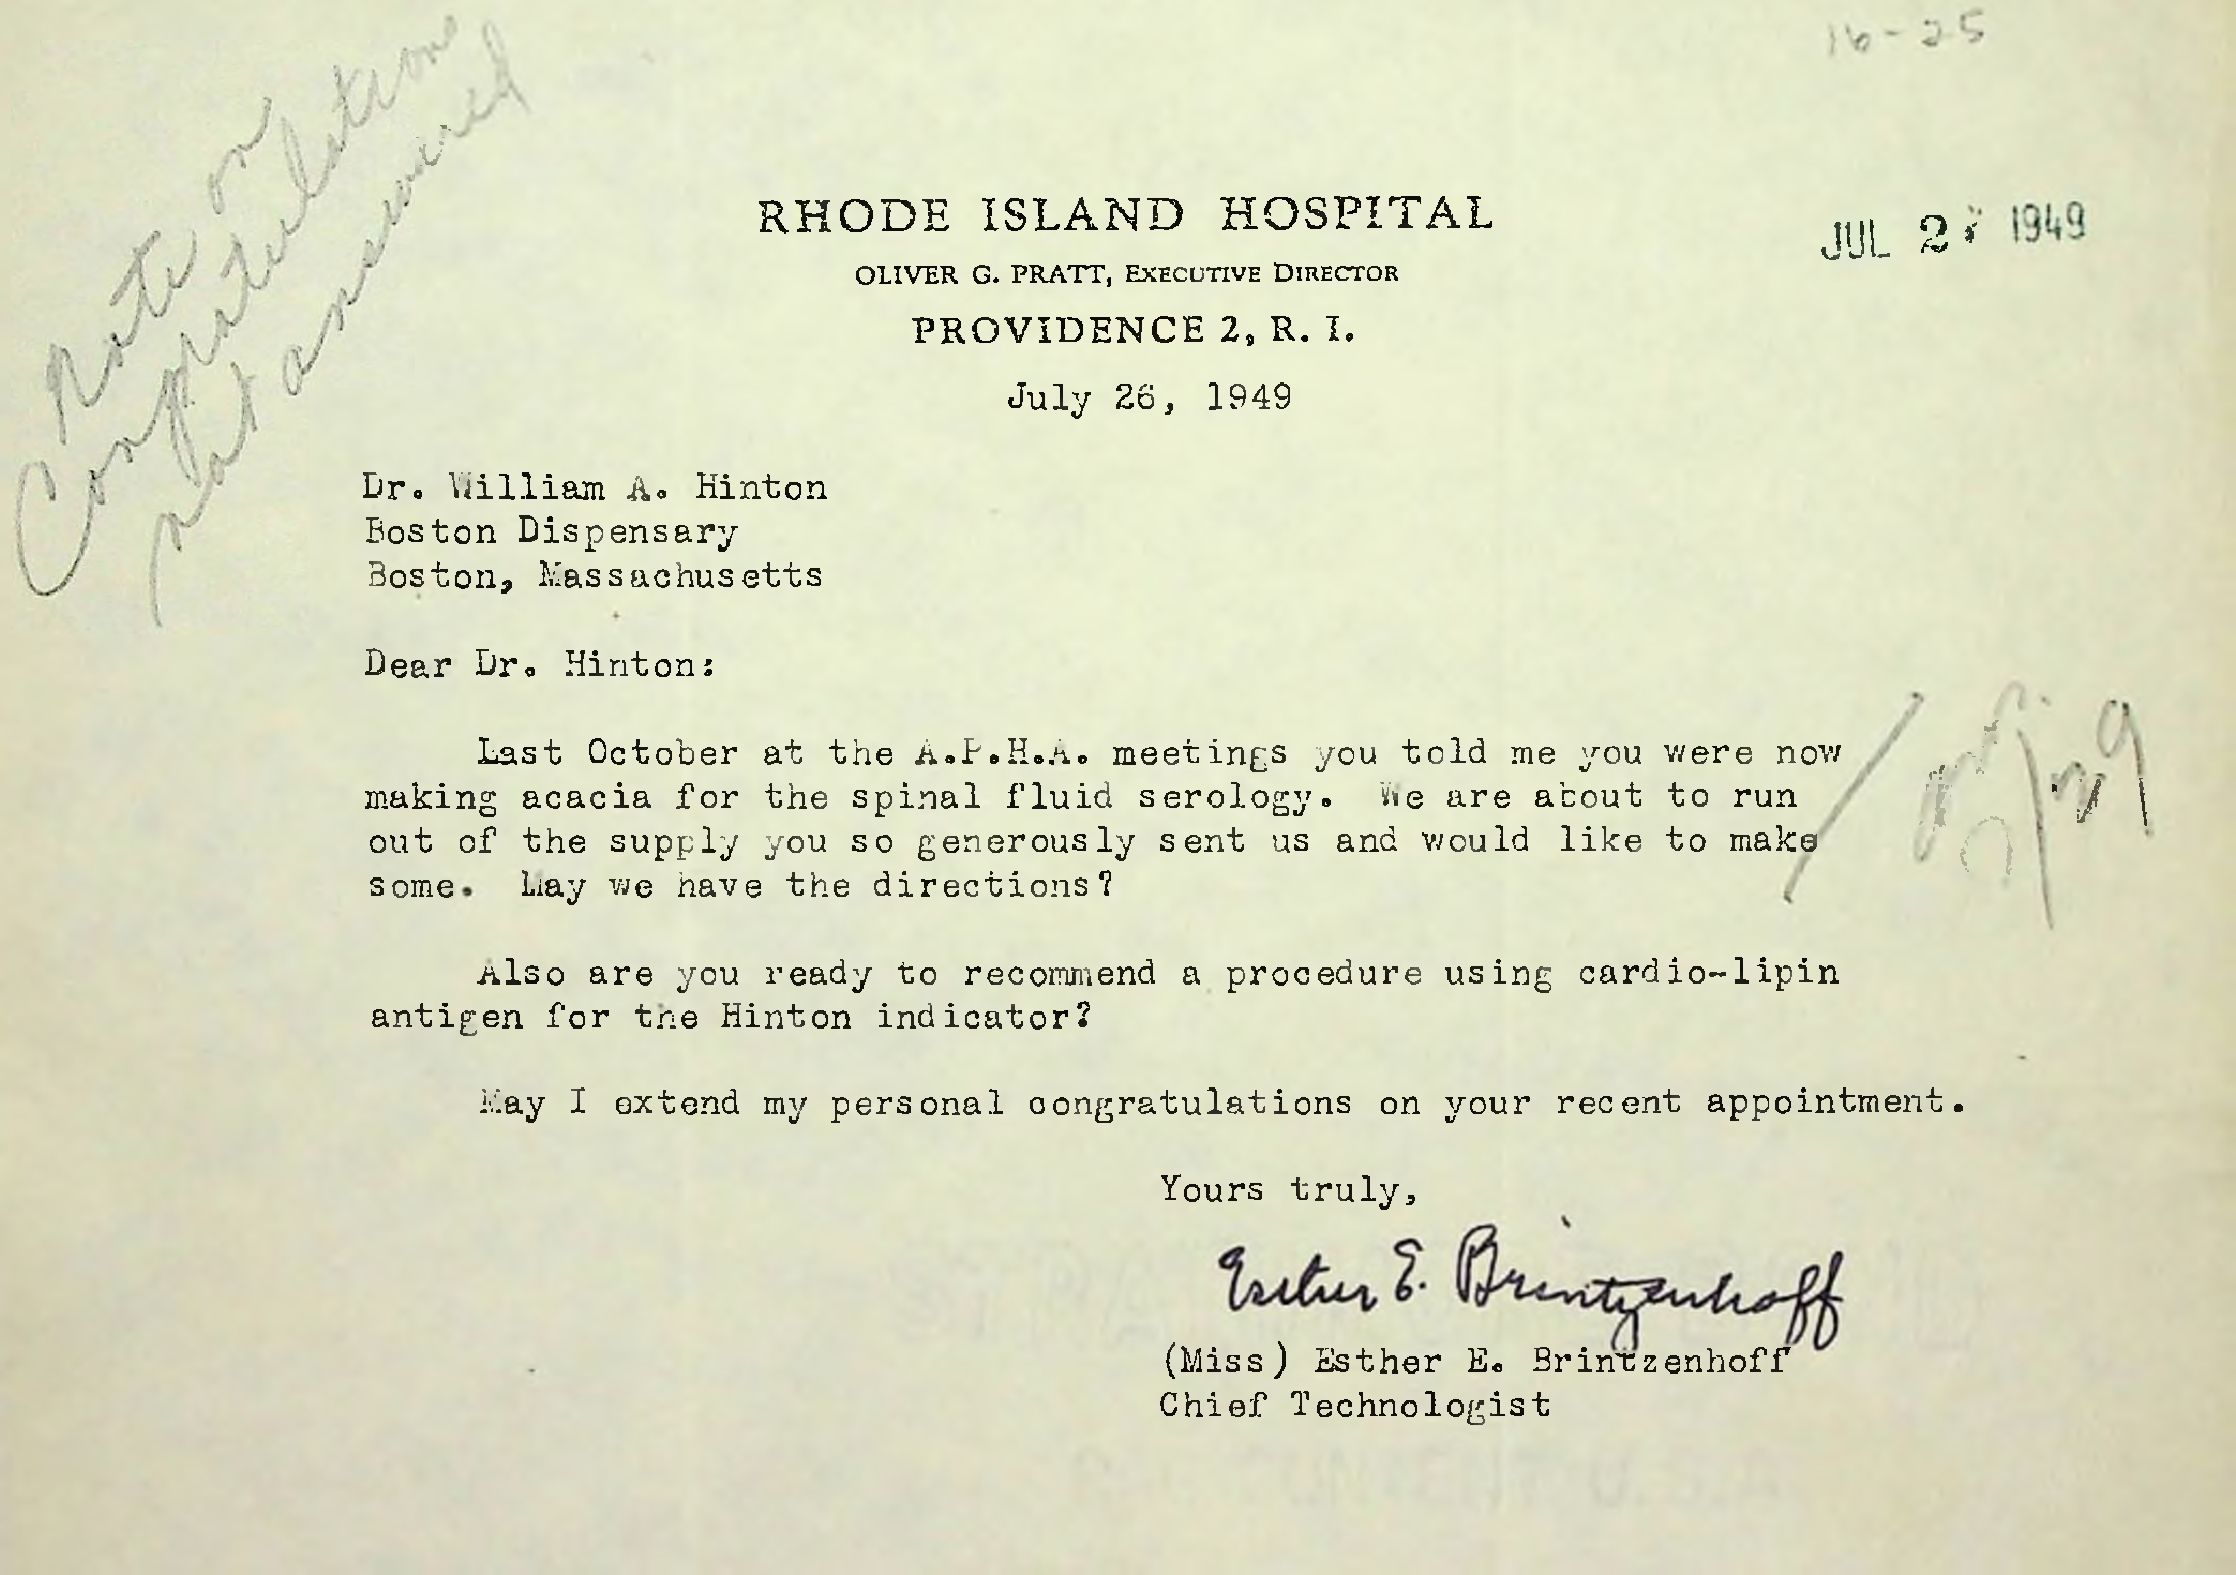 16-25
Note on
Congratulations
not answered
RHODE ISLAND HOSPITAL
JUL 2 1949
OLIVER G. PRATT, EXECUTIVE DIRECTOR
PROVIDENCE 2, R. I.
July 26, 1949
Dr. William A. Hinton
Boston Dispensary
Boston, Massachusetts
Dear Dr. Hinton:
Last October at the A.P.H.A. meetings you told me you were now
making acacia for the spinal fluid serology. We are about to run
out of the supply you so generously sent us and would like to make
some. May we have the directions?
Also are you ready to recommend a procedure using cardio-lipin
antigen for the Hinton indicator?
May I extend my personal congratulations on your recent appointment.
Yours truly,
Esther E. Brintzenhoff
(Miss) Esther E. Brintzenhoff
Chief Technologist